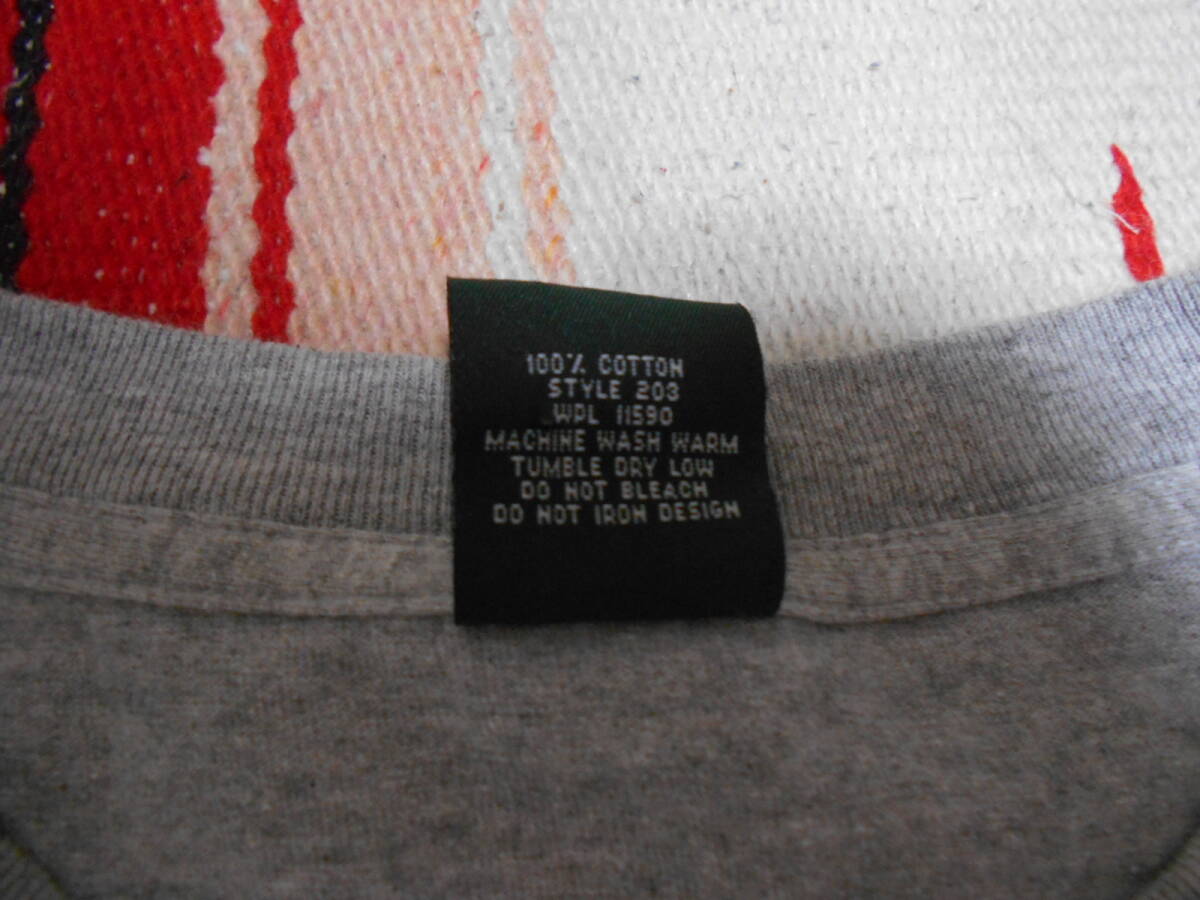 100% COTTON
STYLE 203
WPL 11590
MACHINE WASH WARM
TUMBLE DRY LOW
DO NOT BLEACH
DO NOT IRON DESIGN